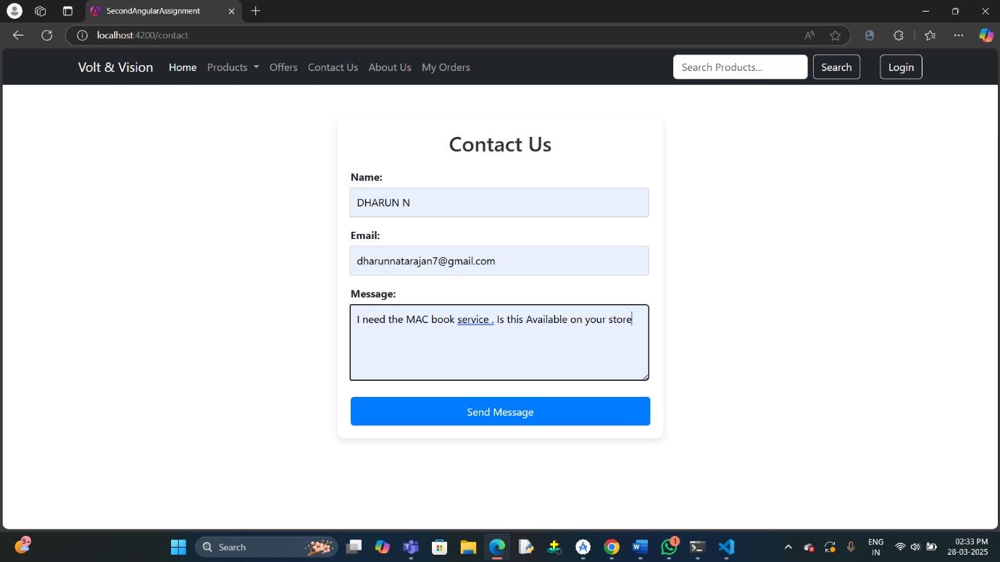 SecondAngularAssignment
localhost:4200/contact
Volt & Vision Home Products Offers Contact Us About Us My Orders Search Products... Search Login
Contact Us
Name:
DHARUN N
Email:
dharunnatarajan7@gmail.com
Message:
I need the MAC book service . Is this Available on your store
Send Message
9+
Search
1
ENG
IN
02:33 PM
28-03-2025